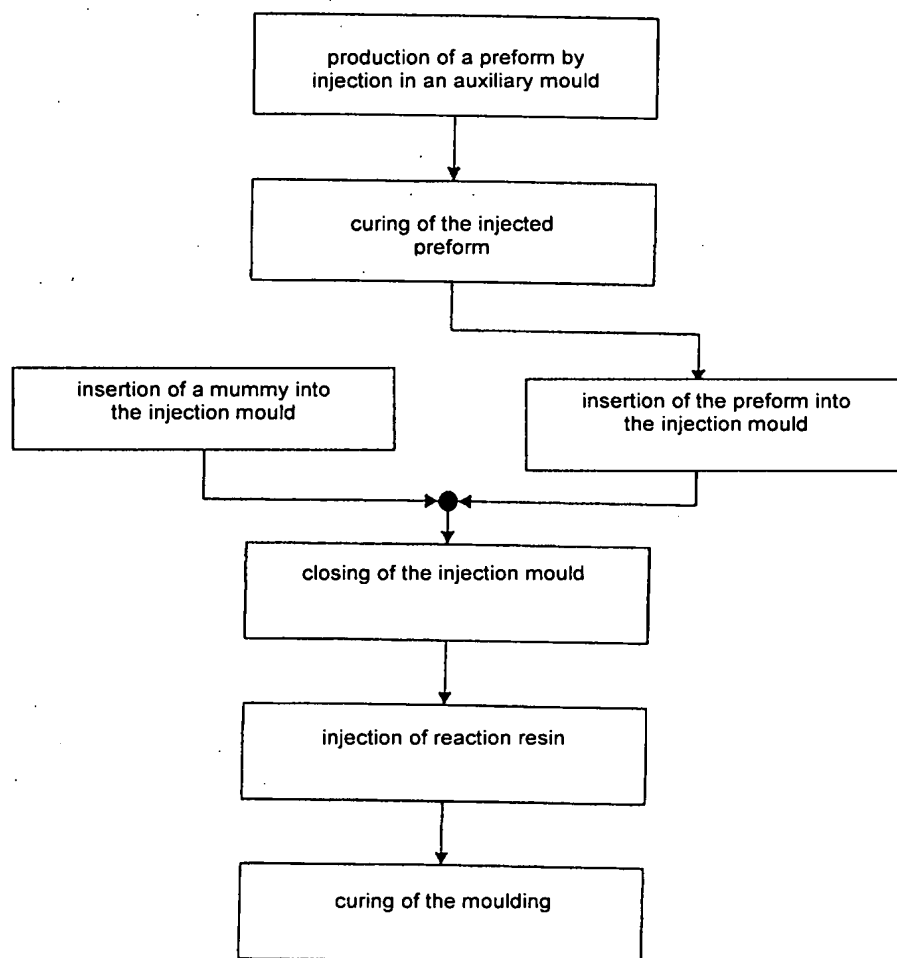 production of a preform by
injection in an auxiliary mould
curing of the injected
preform
insertion of a mummy into
the injection mould
insertion of the preform into
the injection mould
closing of the injection mould
injection of reaction resin
curing of the moulding